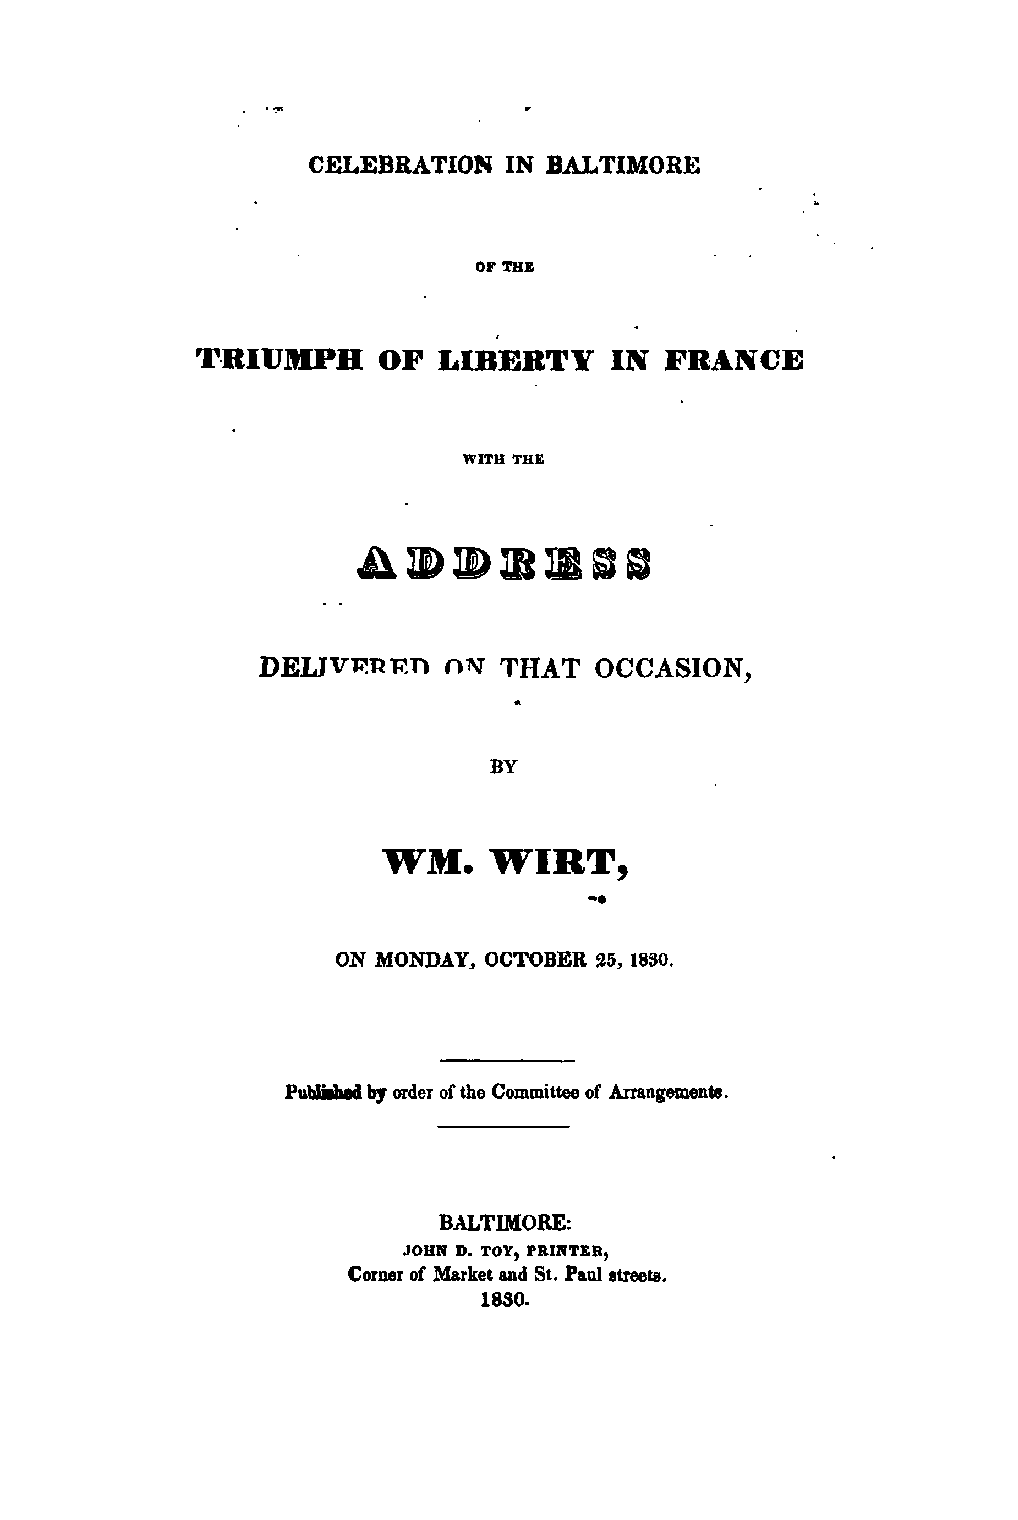 CELEBRATION IN BALTIMORE
OF THE
TRIUMPH OF LIBERTY IN FRANCE
WITH THE
ADDRESS
DELIVERED ON THAT OCCASION,
BY
WM. WIRT,
ON MONDAY, OCTOBER 25, 1830.
Published by order of the Committee of Arrangements.
BALTIMORE:
JOHN D. TOY, PRINTER,
Corner of Market and St. Paul streets.
1830.